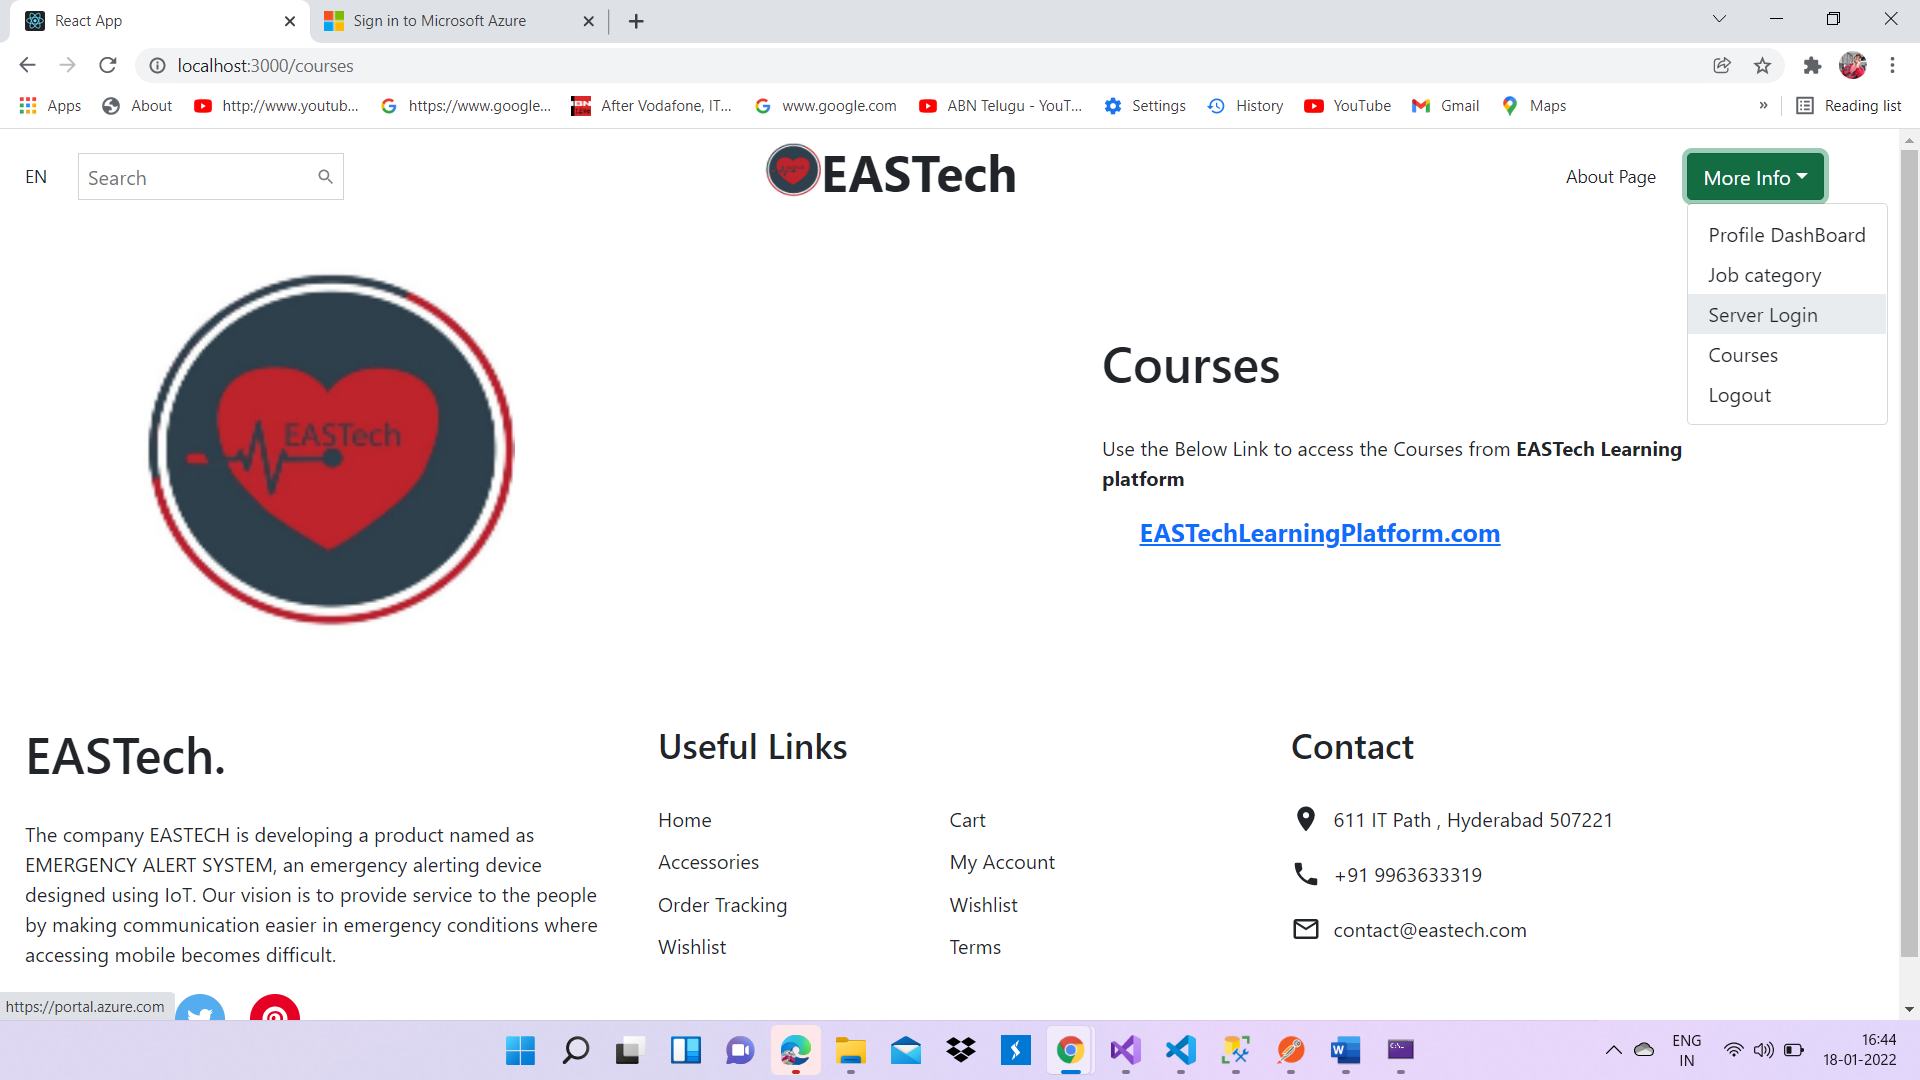 React App
Sign in to Microsoft Azure
localhost:3000/courses
Apps
About
http://www.youtub...
https://www.google...
After Vodafone, IT...
www.google.com
ABN Telugu - YouT...
Settings
History
YouTube
Gmail
Maps
»
Reading list
EN
Search
EASTech
About Page
More Info
Profile DashBoard
Job category
Server Login
Courses
Logout
EASTech
Courses
Use the Below Link to access the Courses from EASTech Learning
platform
EASTechLearningPlatform.com
EASTech.
The company EASTECH is developing a product named as
EMERGENCY ALERT SYSTEM, an emergency alerting device
designed using IoT. Our vision is to provide service to the people
by making communication easier in emergency conditions where
accessing mobile becomes difficult.
Useful Links
Home
Cart
Accessories
My Account
Order Tracking
Wishlist
Wishlist
Terms
Contact
611 IT Path , Hyderabad 507221
+91 9963633319
contact@eastech.com
https://portal.azure.com
ENG
IN
16:44
18-01-2022